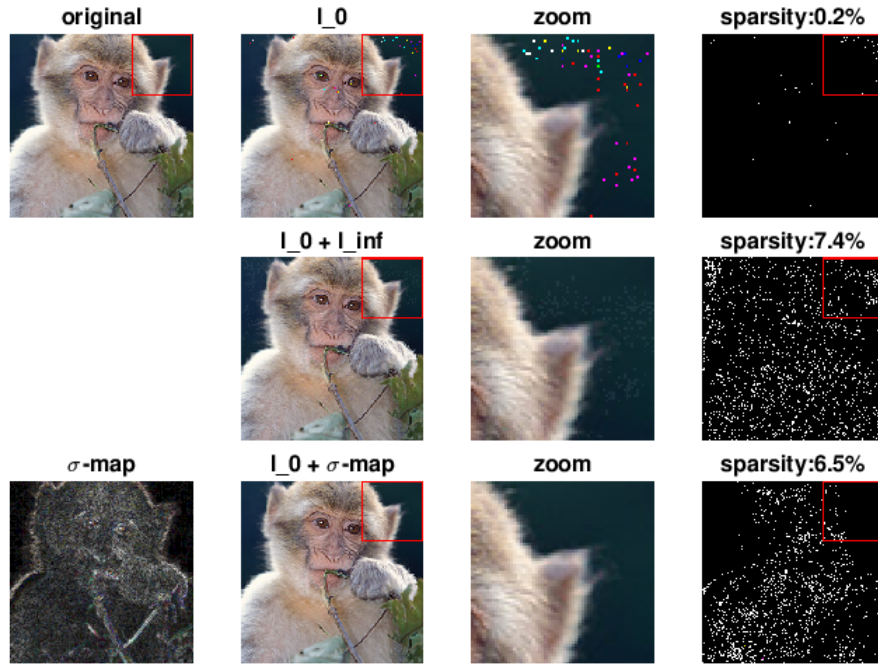 original l_0 zoom sparsity:0.2%
l_0 + l_inf zoom sparsity:7.4%
σ-map l_0 + σ-map zoom sparsity:6.5%